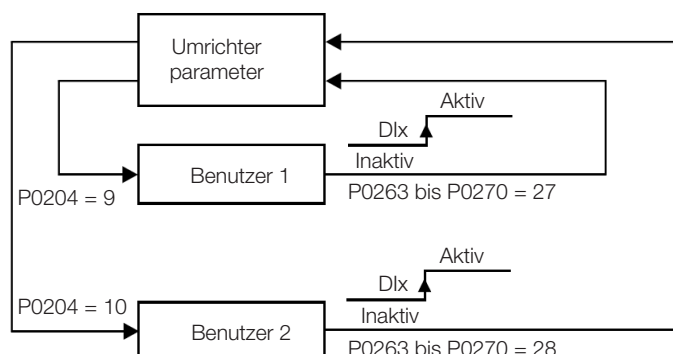 Umrichter
parameter
Aktiv
DIx
Inaktiv
Benutzer 1
P0204 = 9
P0263 bis P0270 = 27
Aktiv
DIx
P0204 = 10
Inaktiv
Benutzer 2
P0263 bis P0270 = 28